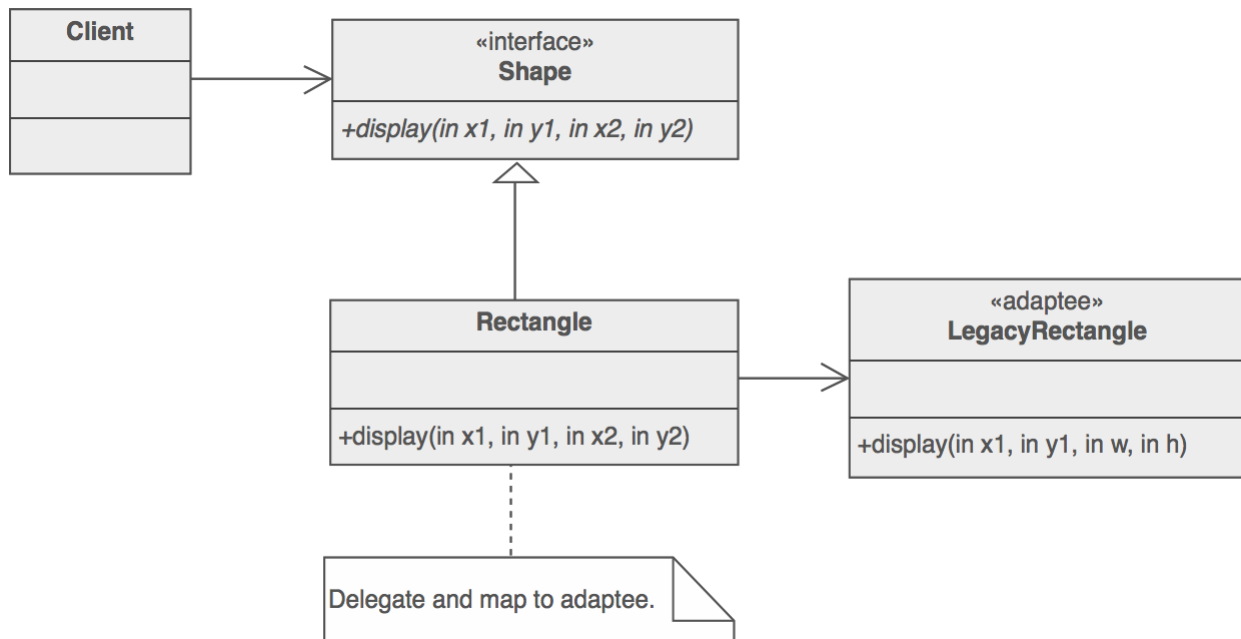 Client
«interface»
Shape
+display(in x1, in y1, in x2, in y2)
Rectangle
+display(in x1, in y1, in x2, in y2)
«adaptee»
LegacyRectangle
+display(in x1, in y1, in w, in h)
Delegate and map to adaptee.